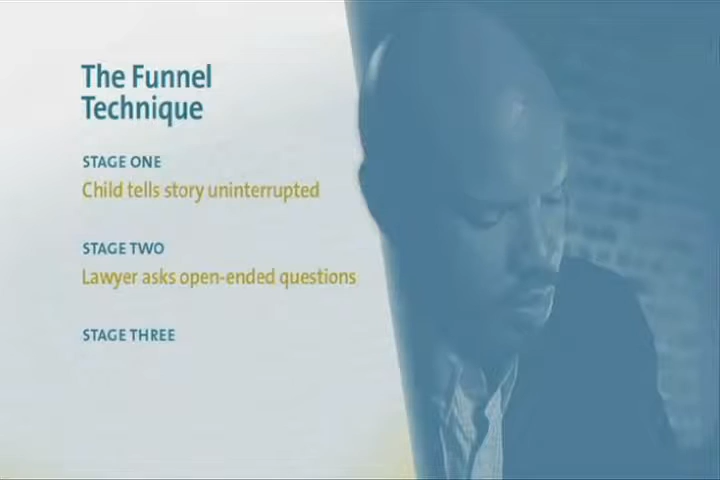 The Funnel
Technique
STAGE ONE
Child tells story uninterrupted
STAGE TWO
Lawyer asks open-ended questions
STAGE THREE